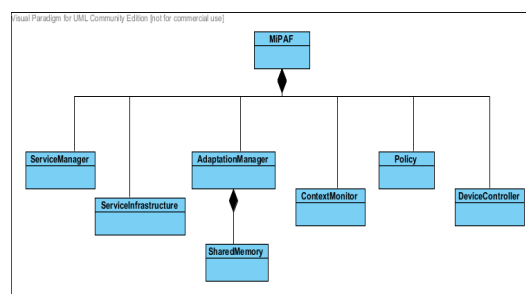 Visual Paradigm for UML Community Edition [not for commercial use]
MiPAF
ServiceManager
AdaptationManager
Policy
ServiceInfrastructure
ContextMonitor
DeviceController
SharedMemory